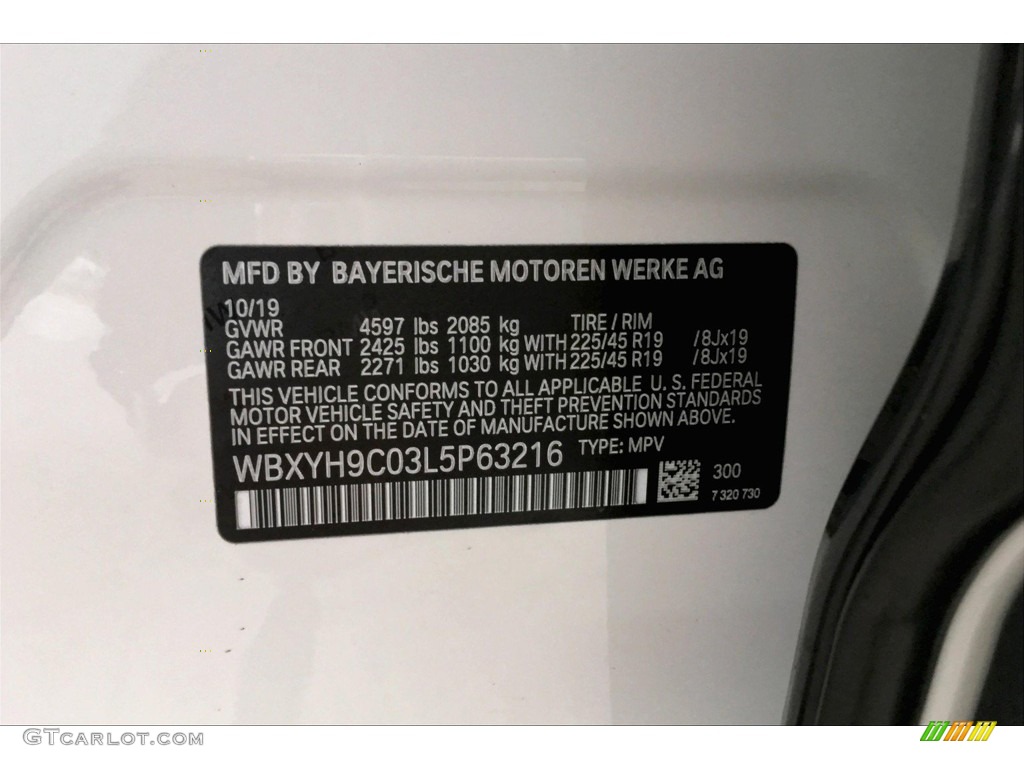 MFD BY BAYERISCHE MOTOREN WERKE AG
10/19
GVWR 4597 lbs 2085 kg TIRE / RIM
GAWR FRONT 2425 lbs 1100 kg WITH 225/45 R19 /8Jx19
GAWR REAR 2271 lbs 1030 kg WITH 225/45 R19 /8Jx19
THIS VEHICLE CONFORMS TO ALL APPLICABLE U. S. FEDERAL
MOTOR VEHICLE SAFETY AND THEFT PREVENTION STANDARDS
IN EFFECT ON THE DATE OF MANUFACTURE SHOWN ABOVE.
WBXYH9C03L5P63216 TYPE: MPV
300
7 320 730
GTcarlot.com